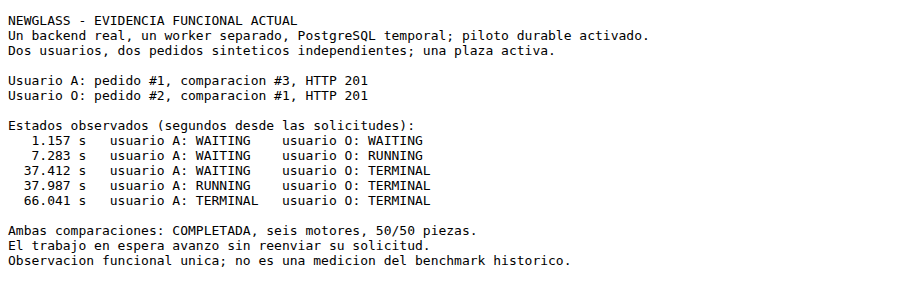 NEWGLASS - EVIDENCIA FUNCIONAL ACTUAL
Un backend real, un worker separado, PostgreSQL temporal; piloto durable activado.
Dos usuarios, dos pedidos sinteticos independientes; una plaza activa.
Usuario A: pedido #1, comparacion #3, HTTP 201
Usuario O: pedido #2, comparacion #1, HTTP 201
Estados observados (segundos desde las solicitudes):
1.157 s   usuario A: WAITING    usuario O: WAITING
7.283 s   usuario A: WAITING    usuario O: RUNNING
37.412 s   usuario A: WAITING    usuario O: TERMINAL
37.987 s   usuario A: RUNNING    usuario O: TERMINAL
66.041 s   usuario A: TERMINAL   usuario O: TERMINAL
Ambas comparaciones: COMPLETADA, seis motores, 50/50 piezas.
El trabajo en espera avanzo sin reenviar su solicitud.
Observacion funcional unica; no es una medicion del benchmark historico.